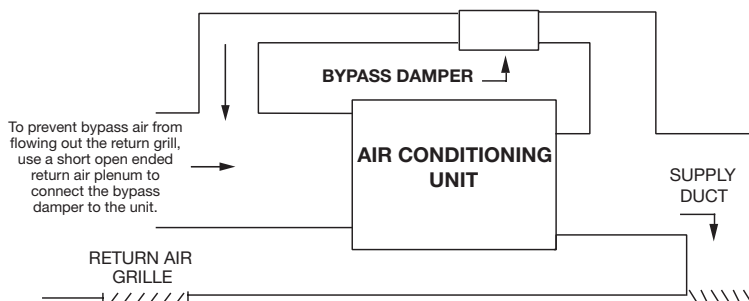 BYPASS DAMPER
To prevent bypass air from
flowing out the return grill,
use a short open ended
return air plenum to
connect the bypass
damper to the unit.
AIR CONDITIONING
UNIT
SUPPLY
DUCT
RETURN AIR
GRILLE